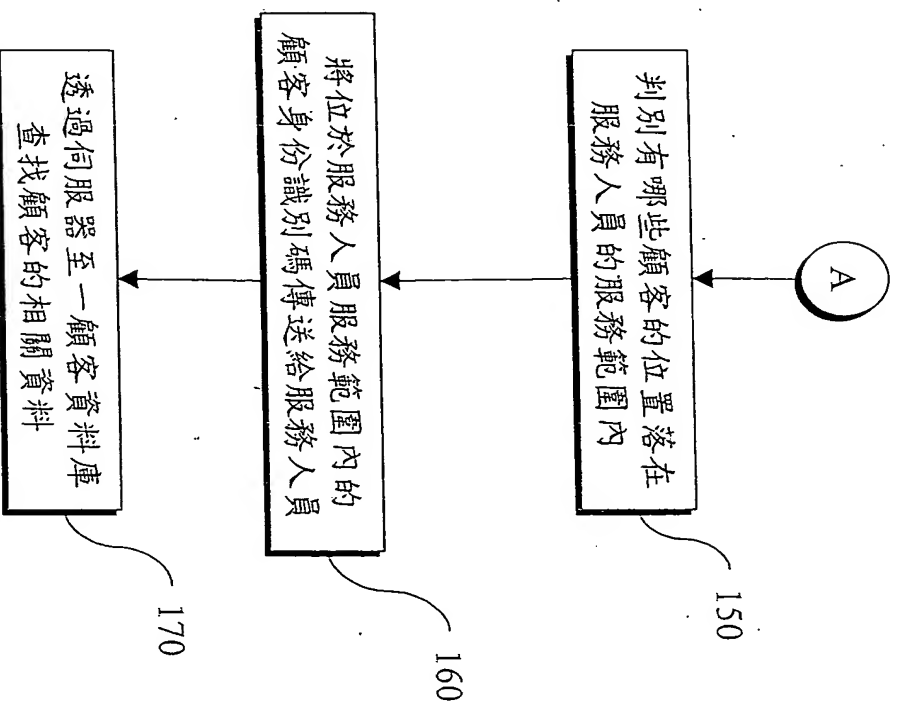 A
判別有哪些顧客的位置落在
服務人員的服務範圍內
150
將位於服務人員服務範圍內的
顧客身份識別碼傳送給服務人員
160
透過伺服器至一顧客資料庫
查找顧客的相關資料
170